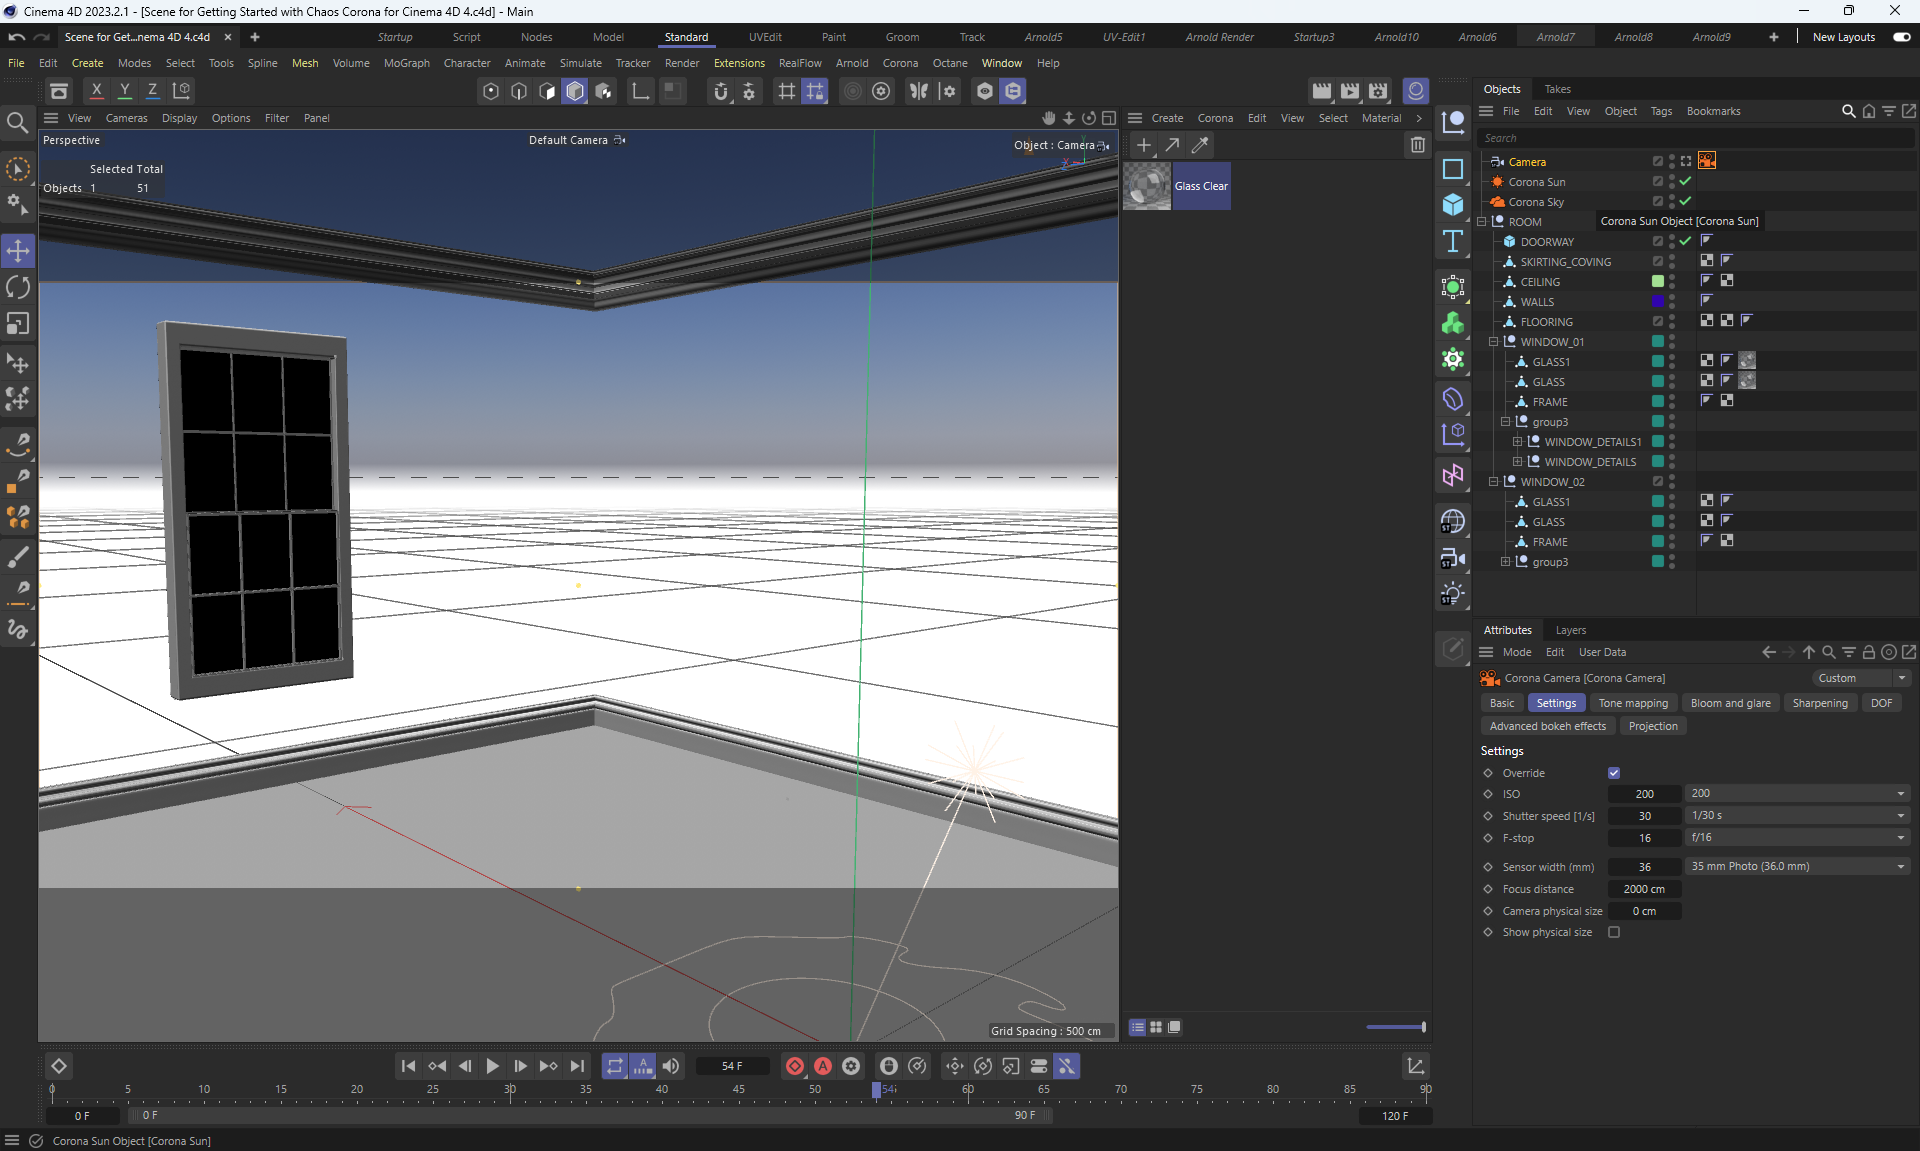 Cinema 4D 2023.2.1 - [Scene for Getting Started with Chaos Corona for Cinema 4D 4.c4d] - Main
Scene for Get...nema 4D 4.c4d
Startup Script Nodes Model Standard UVEdit Paint Groom Track Arnold5 UV-Edit1 Arnold Render Startup3 Arnold10 Arnold6 Arnold7 Arnold8 Arnold9 New Layouts
File Edit Create Modes Select Tools Spline Mesh Volume MoGraph Character Animate Simulate Tracker Render Extensions RealFlow Arnold Corona Octane Window Help
X Y Z
View Cameras Display Options Filter Panel
Perspective
Default Camera
Object : Camera
Selected Total
Objects 1 51
Grid Spacing : 500 cm
Create Corona Edit View Select Material
Glass Clear
Objects Takes
File Edit View Object Tags Bookmarks
Search
Camera
Corona Sun
Corona Sky
ROOM
Corona Sun Object [Corona Sun]
DOORWAY
SKIRTING_COVING
CEILING
WALLS
FLOORING
WINDOW_01
GLASS1
GLASS
FRAME
group3
WINDOW_DETAILS1
WINDOW_DETAILS
WINDOW_02
GLASS1
GLASS
FRAME
group3
ST
ST
ST
Attributes Layers
Mode Edit User Data
Corona Camera [Corona Camera]
Custom
Basic Settings Tone mapping Bloom and glare Sharpening DOF
Advanced bokeh effects Projection
Settings
Override
ISO 200 200
Shutter speed [1/s] 30 1/30 s
F-stop 16 f/16
Sensor width (mm) 36 35 mm Photo (36.0 mm)
Focus distance 2000 cm
Camera physical size 0 cm
Show physical size
54 F
0 5 10 15 20 25 30 35 40 45 50 54 60 65 70 75 80 85 90
0 F 0 F 90 F 120 F
Corona Sun Object [Corona Sun]